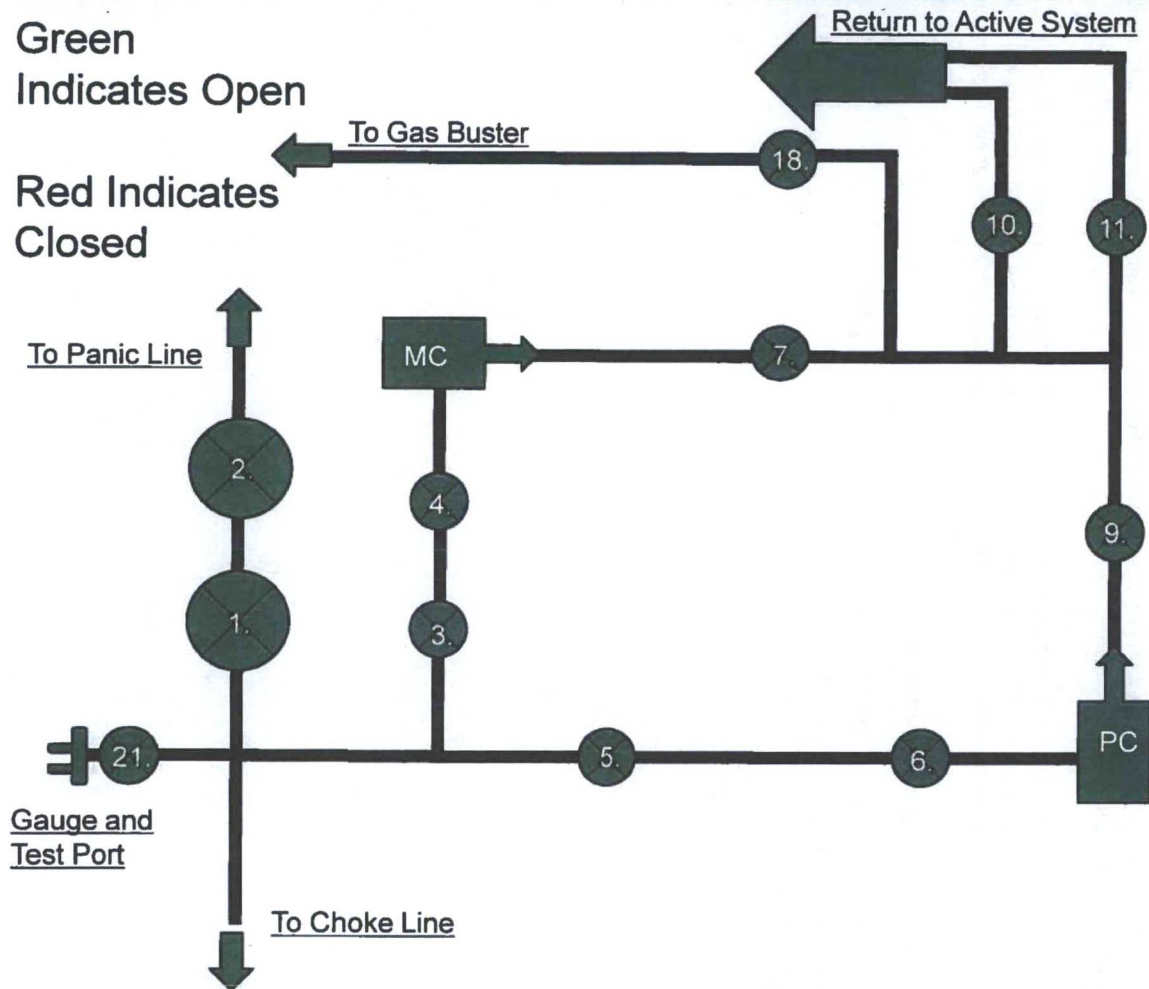 Green
Indicates Open
Red Indicates
Closed
Return to Active System
To Gas Buster
18.
10.
11.
To Panic Line
MC
7.
2.
4.
9.
1.
3.
21.
5.
6.
PC
Gauge and
Test Port
To Choke Line